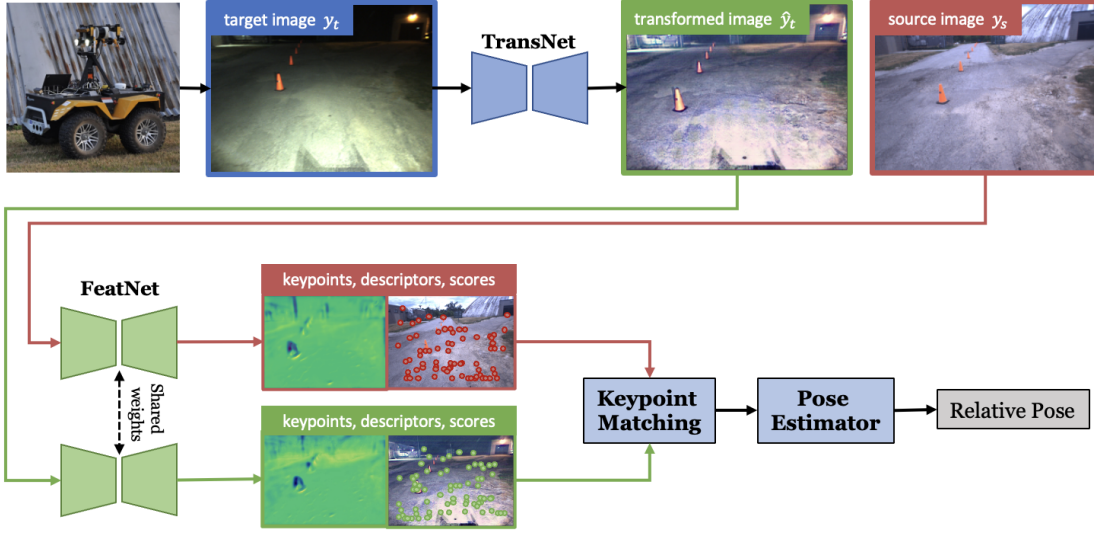 target image y_t
TransNet
transformed image ŷ_t
source image y_s
FeatNet
keypoints, descriptors, scores
Shared
weights
keypoints, descriptors, scores
Keypoint
Matching
Pose
Estimator
Relative Pose